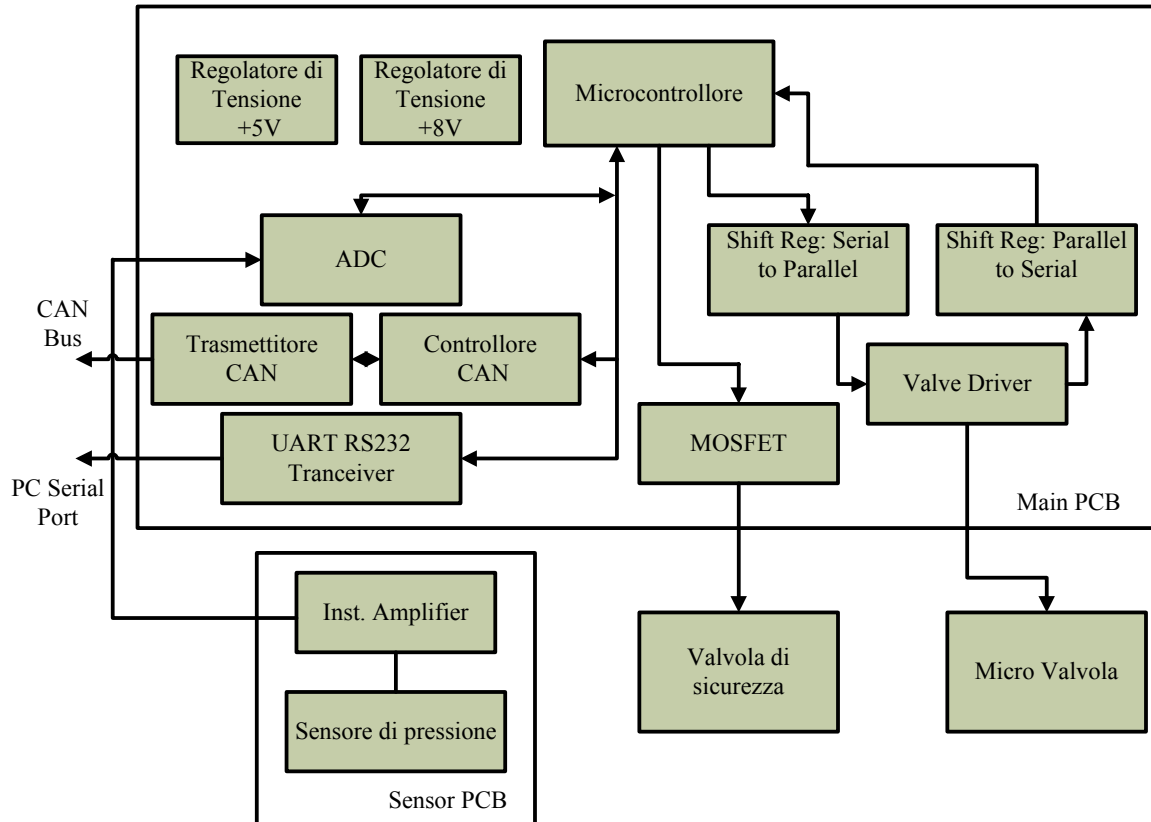 Regolatore di
Tensione
+5V
Regolatore di
Tensione
+8V
Microcontrollore
ADC
Shift Reg: Serial
to Parallel
Shift Reg: Parallel
to Serial
CAN
Bus
Trasmettitore
CAN
Controllore
CAN
Valve Driver
UART RS232
Tranceiver
MOSFET
PC Serial
Port
Main PCB
Inst. Amplifier
Sensore di pressione
Sensor PCB
Valvola di
sicurezza
Micro Valvola